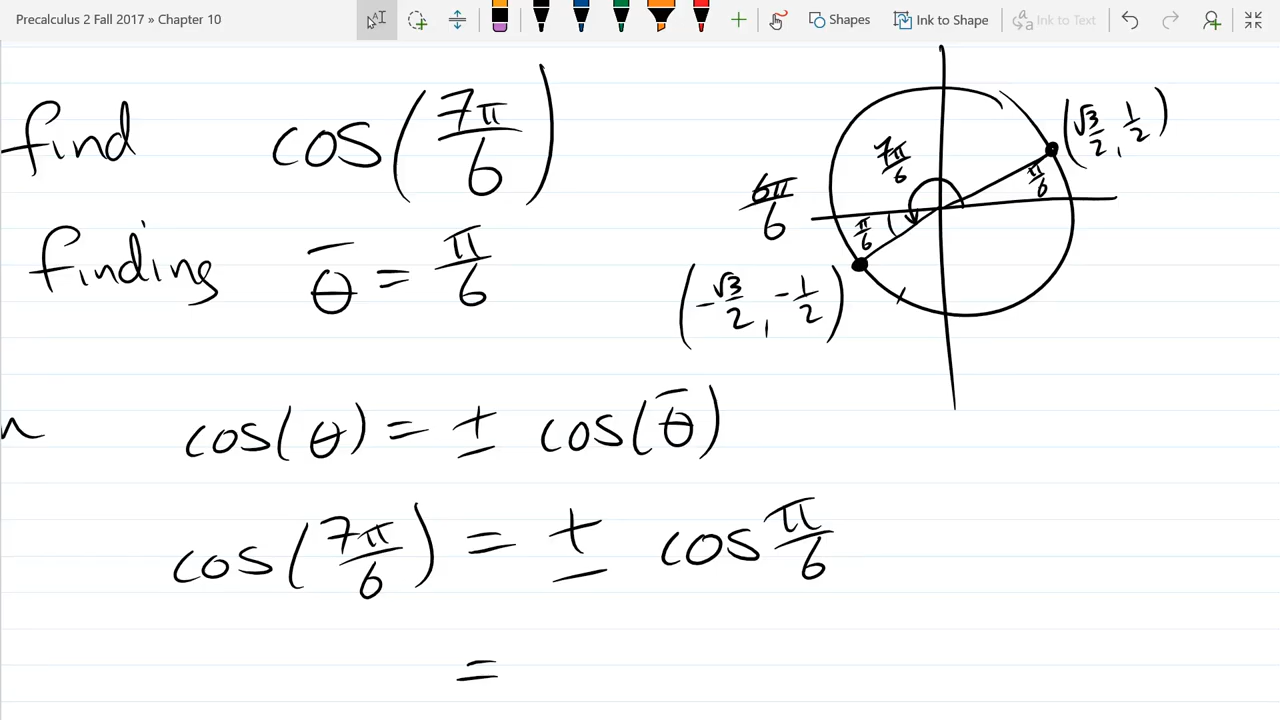 Precalculus 2 Fall 2017 » Chapter 10
Shapes
Ink to Shape
Ink to Text
find cos(7π/6)
finding θ̅ = π/6
cos(θ) = ± cos(θ̅)
cos(7π/6) = ± cos π/6
=
(√3/2, 1/2)
7π/6
π/6
6π/6
π/6
(-√3/2, -1/2)